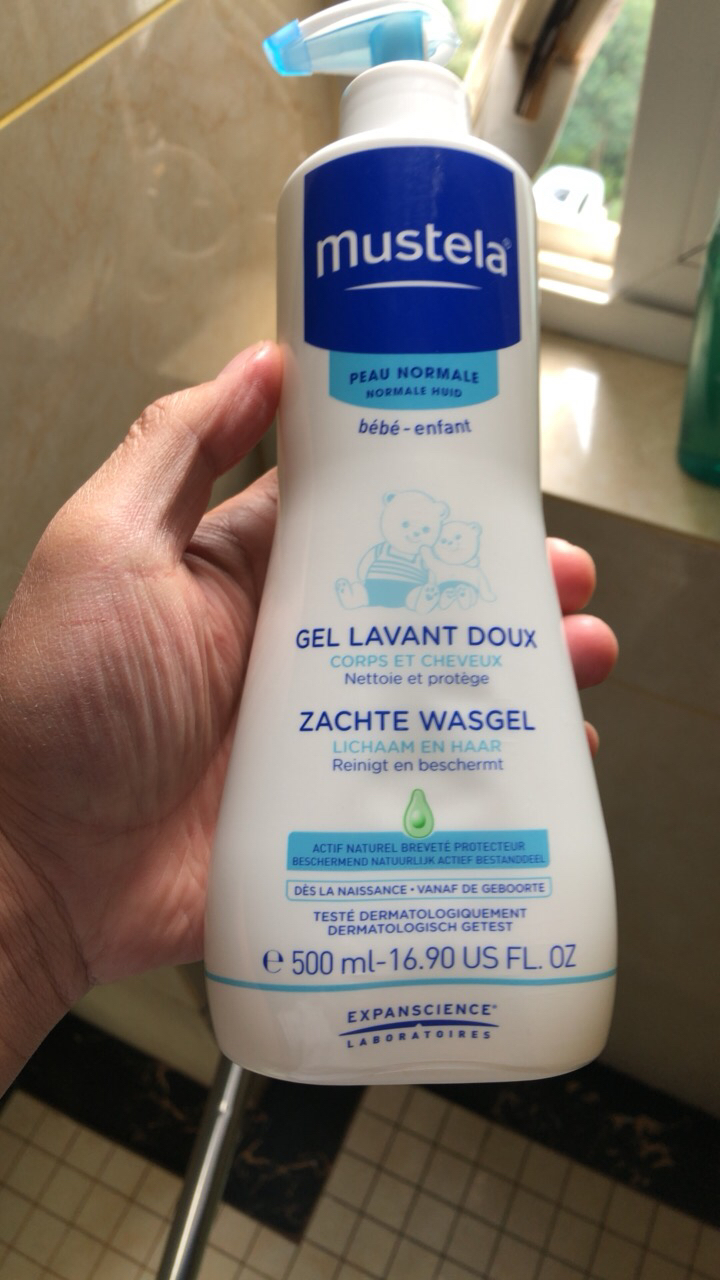 mustela®
PEAU NORMALE
NORMALE HUID
bébé-enfant
GEL LAVANT DOUX
CORPS ET CHEVEUX
Nettoie et protège
ZACHTE WASGEL
LICHAAM EN HAAR
Reinigt en beschermt
ACTIF NATUREL BREVETÉ PROTECTEUR
BESCHERMEND NATUURLIJK ACTIEF BESTANDDEEL
DÈS LA NAISSANCE • VANAF DE GEBOORTE
TESTÉ DERMATOLOGIQUEMENT
DERMATOLOGISCH GETEST
℮ 500 ml-16.90 US FL. OZ
EXPANSCIENCE®
LABORATOIRES